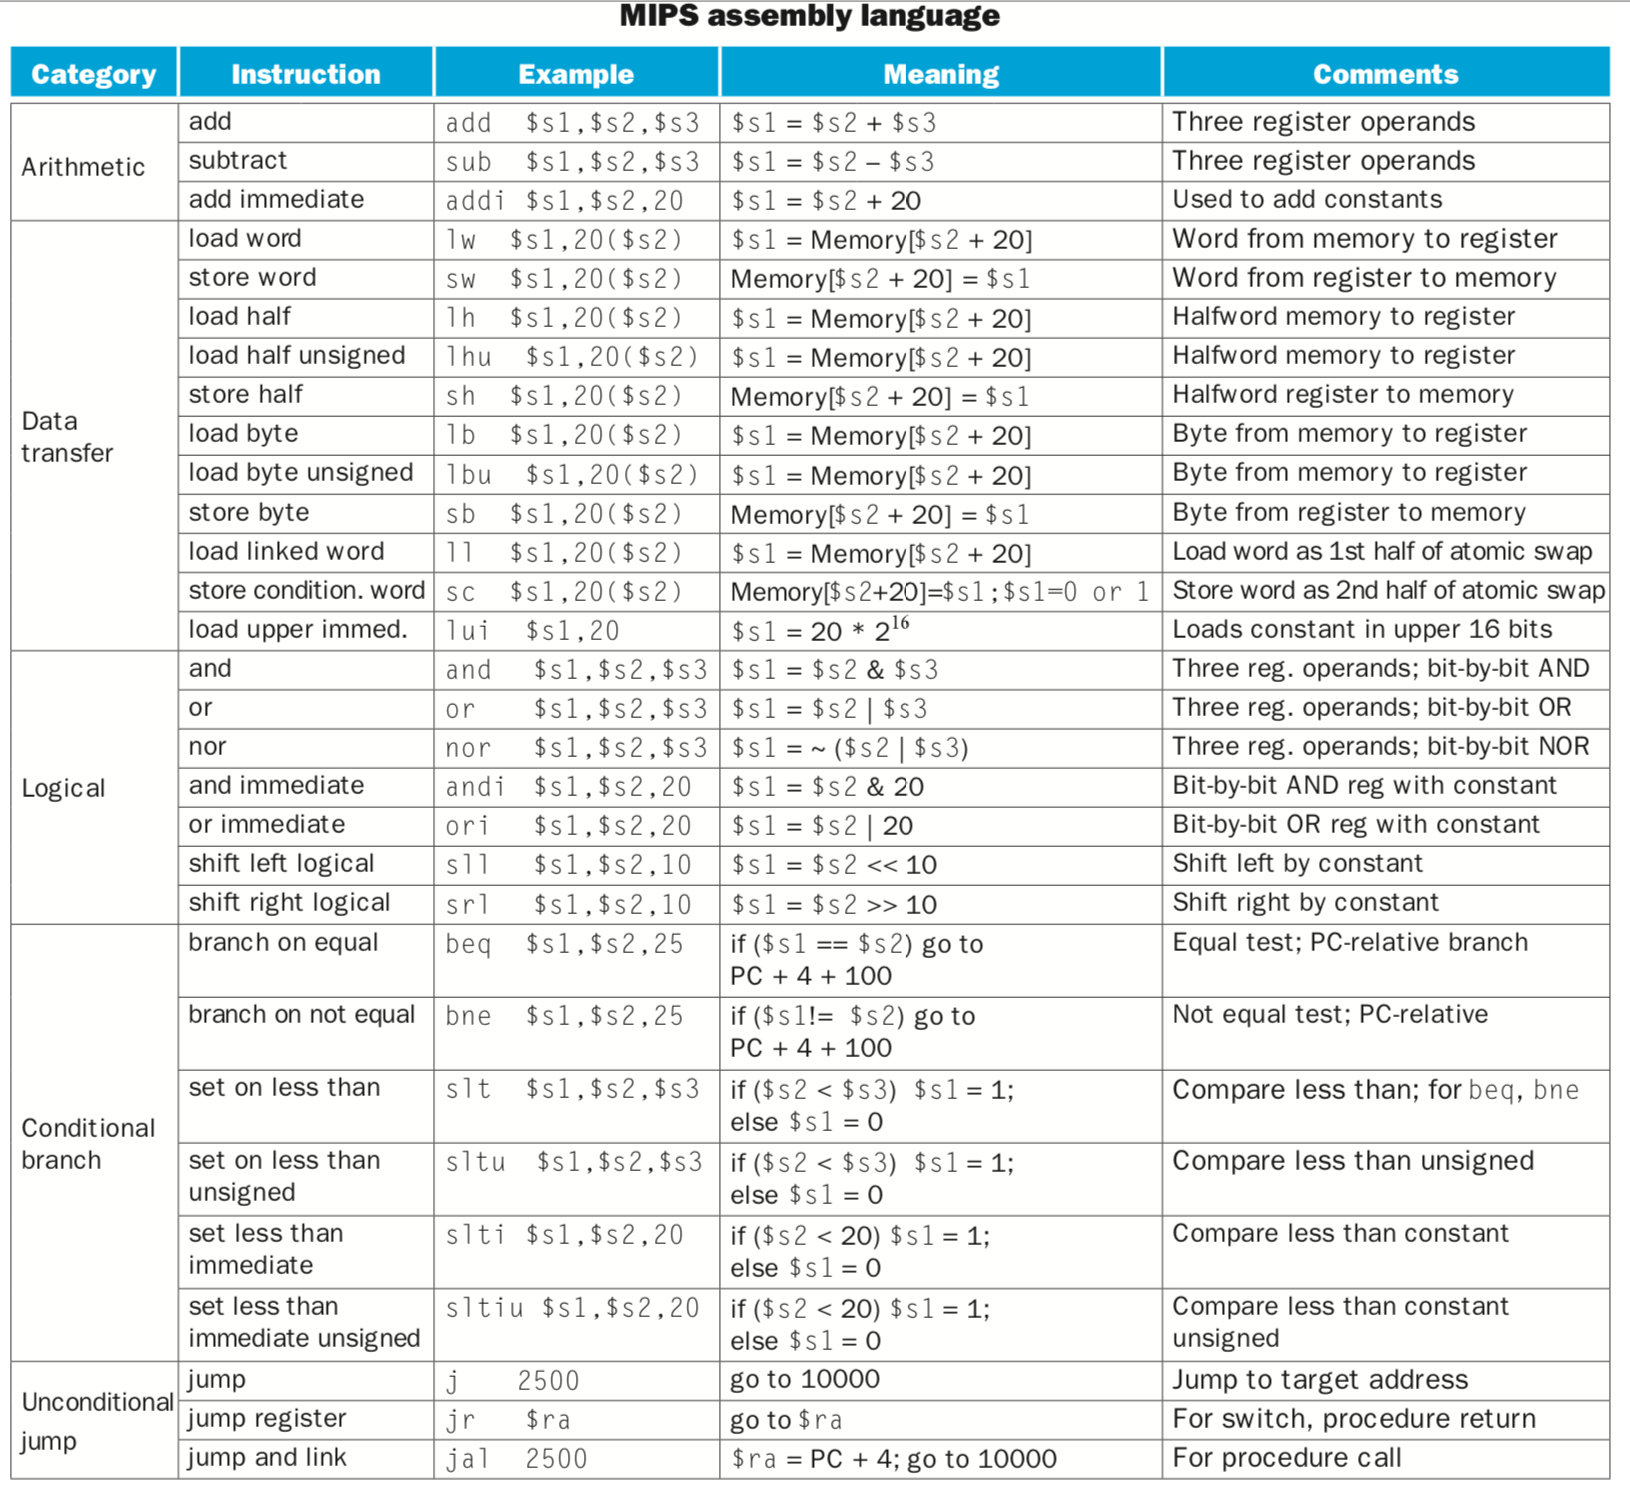 MIPS assembly language
Category Instruction Example Meaning Comments
Arithmetic
add add $s1,$s2,$s3 $s1 = $s2 + $s3 Three register operands
subtract sub $s1,$s2,$s3 $s1 = $s2 – $s3 Three register operands
add immediate addi $s1,$s2,20 $s1 = $s2 + 20 Used to add constants
Data
transfer
load word lw $s1,20($s2) $s1 = Memory[$s2 + 20] Word from memory to register
store word sw $s1,20($s2) Memory[$s2 + 20] = $s1 Word from register to memory
load half lh $s1,20($s2) $s1 = Memory[$s2 + 20] Halfword memory to register
load half unsigned lhu $s1,20($s2) $s1 = Memory[$s2 + 20] Halfword memory to register
store half sh $s1,20($s2) Memory[$s2 + 20] = $s1 Halfword register to memory
load byte lb $s1,20($s2) $s1 = Memory[$s2 + 20] Byte from memory to register
load byte unsigned lbu $s1,20($s2) $s1 = Memory[$s2 + 20] Byte from memory to register
store byte sb $s1,20($s2) Memory[$s2 + 20] = $s1 Byte from register to memory
load linked word ll $s1,20($s2) $s1 = Memory[$s2 + 20] Load word as 1st half of atomic swap
store condition. word sc $s1,20($s2) Memory[$s2+20]=$s1;$s1=0 or 1 Store word as 2nd half of atomic swap
load upper immed. lui $s1,20 $s1 = 20 * 2¹⁶ Loads constant in upper 16 bits
Logical
and and $s1,$s2,$s3 $s1 = $s2 & $s3 Three reg. operands; bit-by-bit AND
or or $s1,$s2,$s3 $s1 = $s2 | $s3 Three reg. operands; bit-by-bit OR
nor nor $s1,$s2,$s3 $s1 = ~ ($s2 | $s3) Three reg. operands; bit-by-bit NOR
and immediate andi $s1,$s2,20 $s1 = $s2 & 20 Bit-by-bit AND reg with constant
or immediate ori $s1,$s2,20 $s1 = $s2 | 20 Bit-by-bit OR reg with constant
shift left logical sll $s1,$s2,10 $s1 = $s2 << 10 Shift left by constant
shift right logical srl $s1,$s2,10 $s1 = $s2 >> 10 Shift right by constant
Conditional
branch
branch on equal beq $s1,$s2,25 if ($s1 == $s2) go to Equal test; PC-relative branch
PC + 4 + 100
branch on not equal bne $s1,$s2,25 if ($s1!= $s2) go to Not equal test; PC-relative
PC + 4 + 100
set on less than slt $s1,$s2,$s3 if ($s2 < $s3) $s1 = 1; Compare less than; for beq, bne
else $s1 = 0
set on less than sltu $s1,$s2,$s3 if ($s2 < $s3) $s1 = 1; Compare less than unsigned
unsigned else $s1 = 0
set less than slti $s1,$s2,20 if ($s2 < 20) $s1 = 1; Compare less than constant
immediate else $s1 = 0
set less than sltiu $s1,$s2,20 if ($s2 < 20) $s1 = 1; Compare less than constant
immediate unsigned else $s1 = 0 unsigned
Unconditional
jump
jump j 2500 go to 10000 Jump to target address
jump register jr $ra go to $ra For switch, procedure return
jump and link jal 2500 $ra = PC + 4; go to 10000 For procedure call